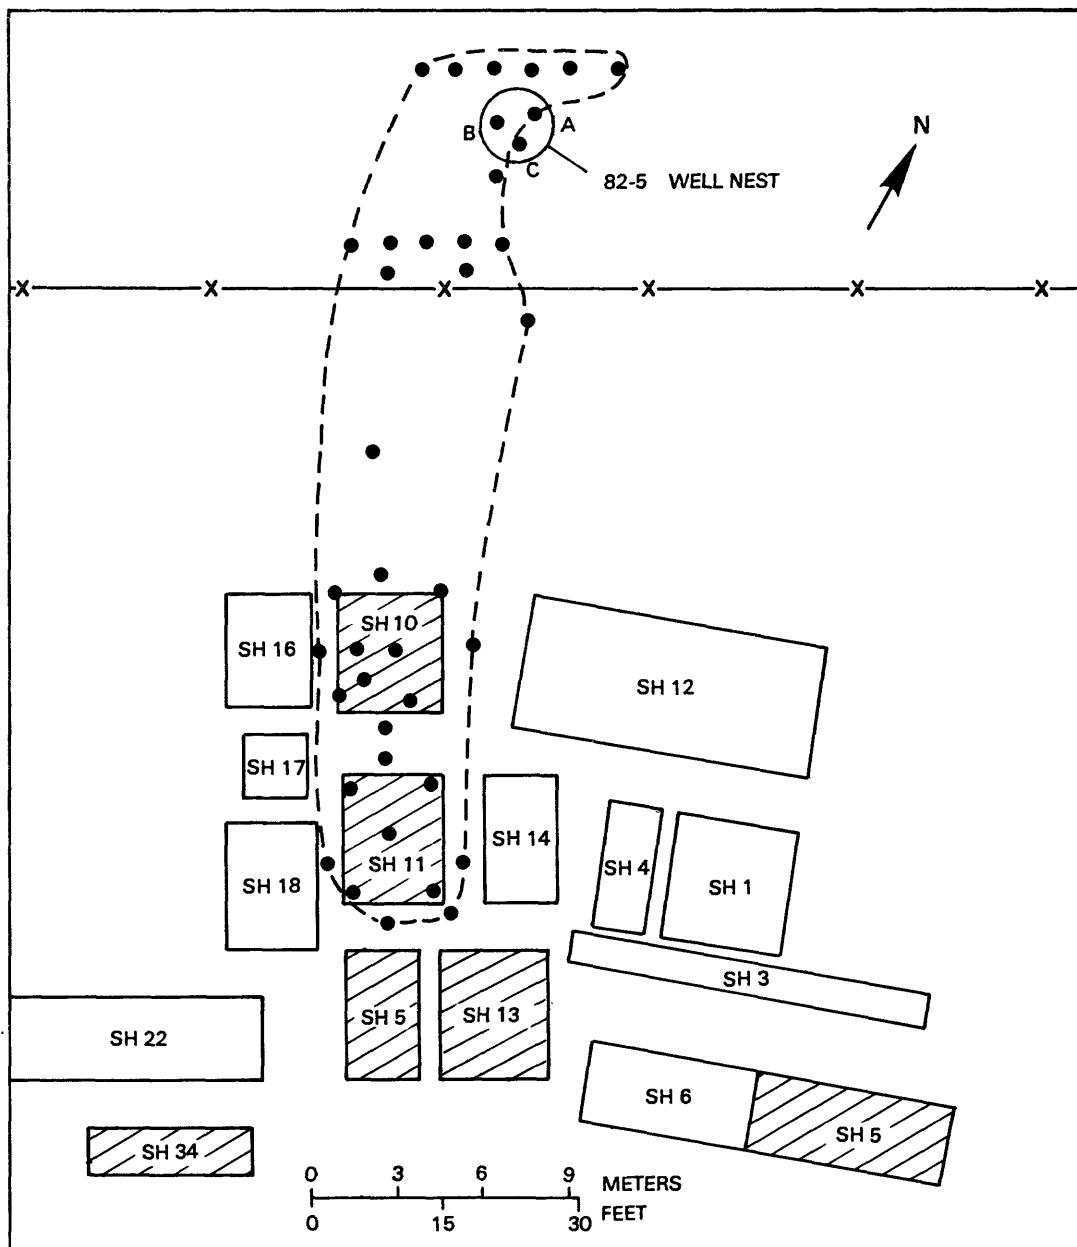 N
B
A
C
82-5 WELL NEST
X X X X X X
SH 10
SH 16
SH 12
SH 17
SH 14
SH 11
SH 4
SH 1
SH 18
SH 3
SH 5
SH 13
SH 22
SH 6
SH 5
SH 34
0 3 6 9 METERS
0 15 30 FEET